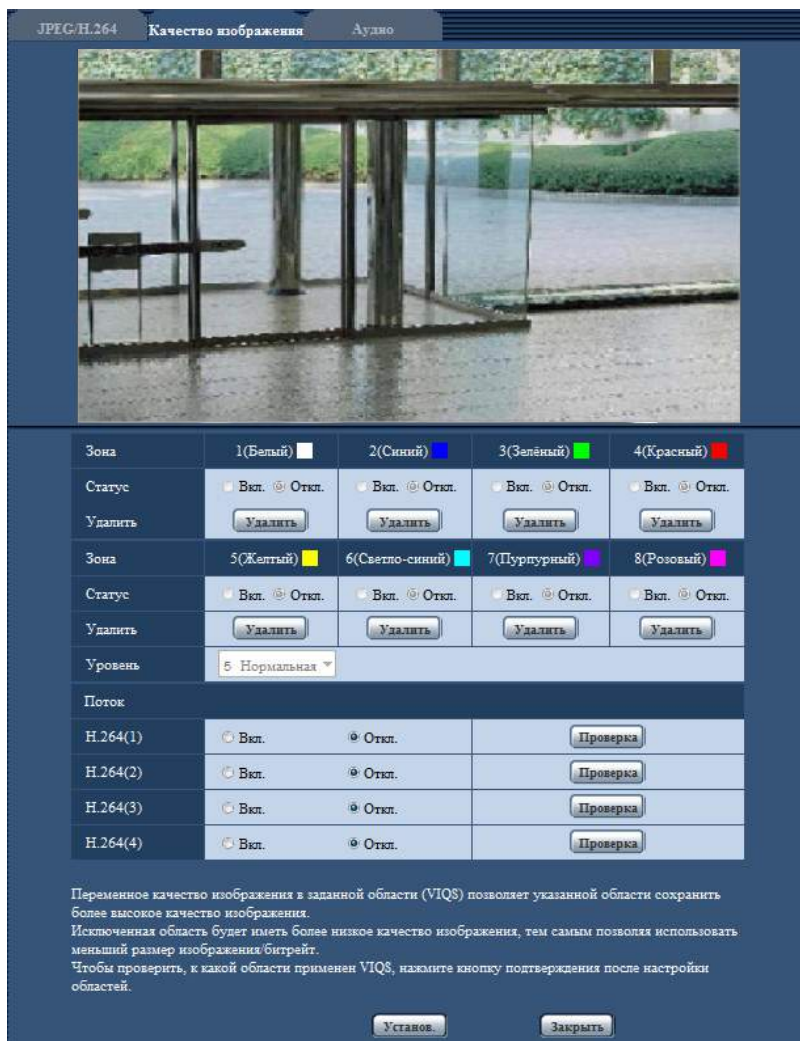 JPEG/H.264 Качество изображения Аудио
Зона 1(Белый) 2(Синий) 3(Зелёный) 4(Красный)
Статус Вкл. Откл. Вкл. Откл. Вкл. Откл. Вкл. Откл.
Удалить Удалить Удалить Удалить Удалить
Зона 5(Желтый) 6(Светло-синий) 7(Пурпурный) 8(Розовый)
Статус Вкл. Откл. Вкл. Откл. Вкл. Откл. Вкл. Откл.
Удалить Удалить Удалить Удалить Удалить
Уровень 5 Нормальная
Поток
H.264(1) Вкл. Откл. Проверка
H.264(2) Вкл. Откл. Проверка
H.264(3) Вкл. Откл. Проверка
H.264(4) Вкл. Откл. Проверка
Переменное качество изображения в заданной области (VIQS) позволяет указанной области сохранить
более высокое качество изображения.
Исключенная область будет иметь более низкое качество изображения, тем самым позволяя использовать
меньший размер изображения/битрейт.
Чтобы проверить, к какой области применен VIQS, нажмите кнопку подтверждения после настройки
областей.
Установ. Закрыть